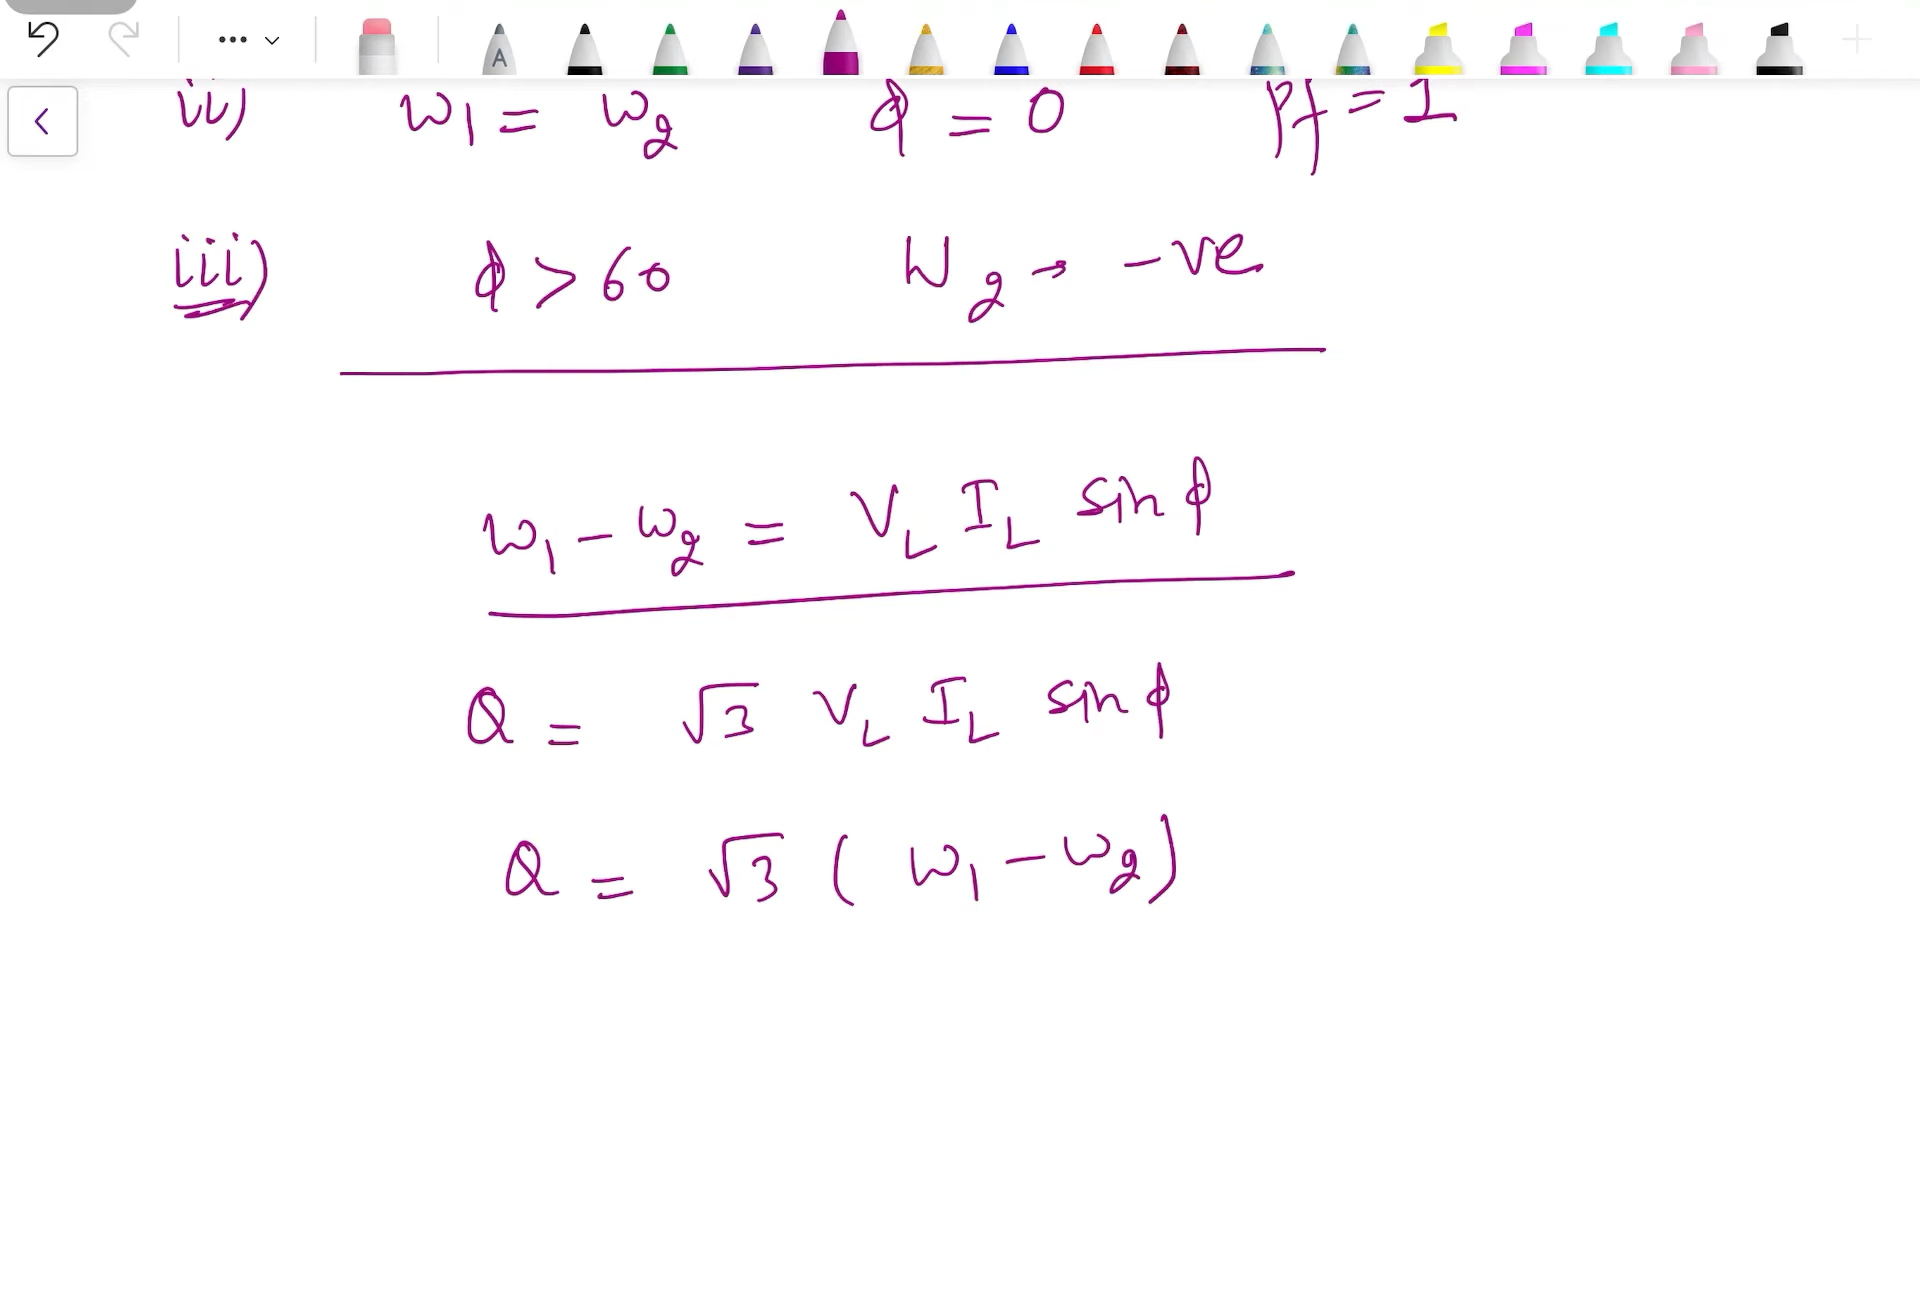 ii) W1 = W2 ϕ = 0 Pf = 1
iii) ϕ > 60 W2 → -ve
W1 - W2 = VL IL sin ϕ
Q = √3 VL IL sin ϕ
Q = √3 ( W1 - W2 )